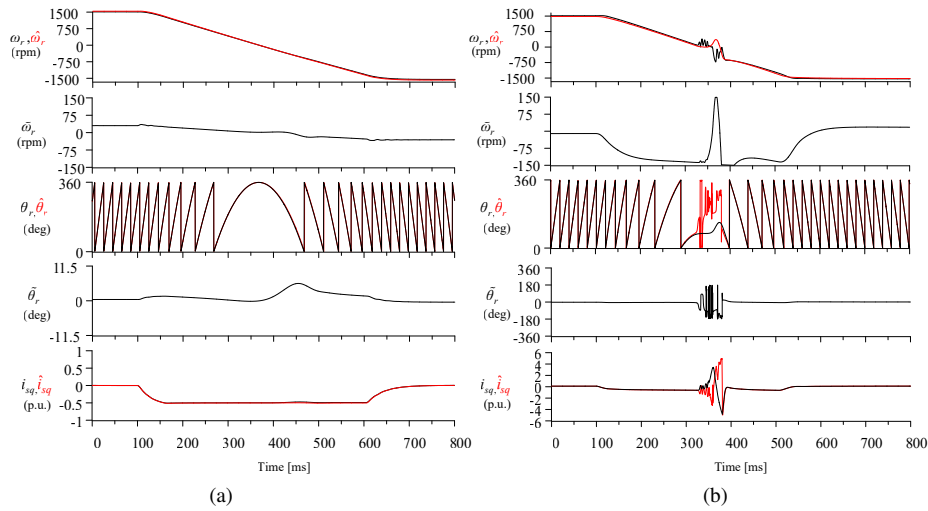 1500
750
0
-750
-1500
ω_r, ω̂_r
(rpm)
150
75
-75
-150
ω̃_r
(rpm)
360
0
θ_r, θ̂_r
(deg)
11.5
0
-11.5
θ̃_r
(deg)
1
0.5
0
-0.5
-1
i_sq, î_sq
(p.u.)
0 100 200 300 400 500 600 700 800
Time [ms]
(a)
1500
750
0
-750
-1500
ω_r, ω̂_r
(rpm)
150
75
-75
-150
ω̃_r
(rpm)
360
0
θ_r, θ̂_r
(deg)
360
180
0
-180
-360
θ̃_r
(deg)
6
4
2
0
-2
-4
-6
i_sq, î_sq
(p.u.)
0 100 200 300 400 500 600 700 800
Time [ms]
(b)